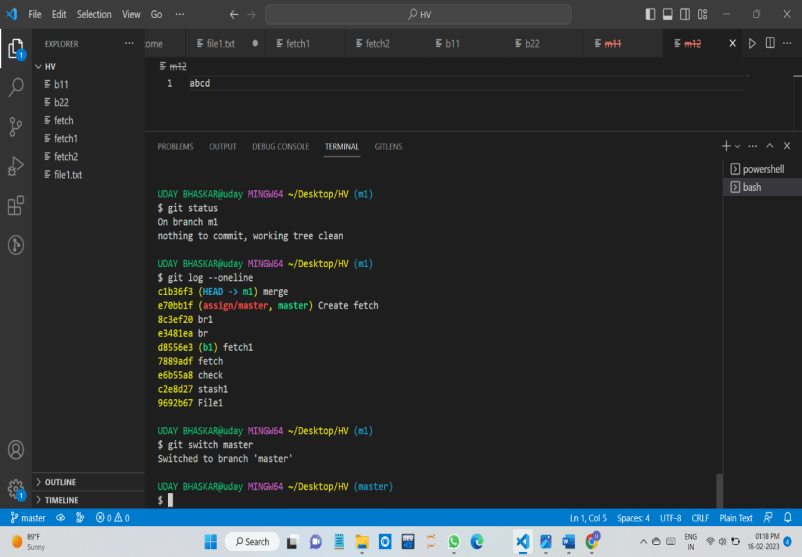 File Edit Selection View Go ··· HV
EXPLORER ··· come file1.txt fetch1 fetch2 b11 b22 m11 m12
HV
b11
b22
fetch
fetch1
fetch2
file1.txt
m12
1 abcd
PROBLEMS OUTPUT DEBUG CONSOLE TERMINAL GITLENS
powershell
bash
UDAY BHASKAR@uday MINGW64 ~/Desktop/HV (m1)
$ git status
On branch m1
nothing to commit, working tree clean
UDAY BHASKAR@uday MINGW64 ~/Desktop/HV (m1)
$ git log --oneline
c1b36f3 (HEAD -> m1) merge
e70bb1f (assign/master, master) Create fetch
8c3ef20 br1
e3481ea br
d8556e3 (b1) fetch1
7889adf fetch
e6b55a8 check
c2e8d27 stash1
9692b67 File1
UDAY BHASKAR@uday MINGW64 ~/Desktop/HV (m1)
$ git switch master
Switched to branch 'master'
UDAY BHASKAR@uday MINGW64 ~/Desktop/HV (master)
$
OUTLINE
TIMELINE
1
1
master 0 0 Ln 1, Col 5 Spaces: 4 UTF-8 CRLF Plain Text
89°F
Sunny
Search
ENG
IN
01:18 PM
16-02-2023